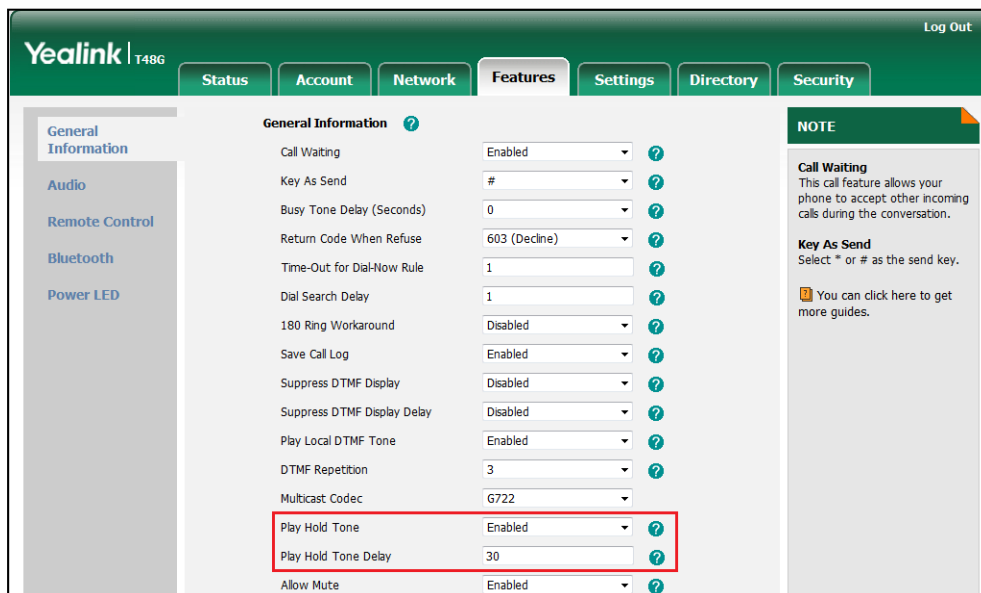 Log Out
Yealink T48G
Status Account Network Features Settings Directory Security
General
Information
Audio
Remote Control
Bluetooth
Power LED
General Information ?
Call Waiting Enabled ?
Key As Send # ?
Busy Tone Delay (Seconds) 0 ?
Return Code When Refuse 603 (Decline) ?
Time-Out for Dial-Now Rule 1 ?
Dial Search Delay 1 ?
180 Ring Workaround Disabled ?
Save Call Log Enabled ?
Suppress DTMF Display Disabled ?
Suppress DTMF Display Delay Disabled ?
Play Local DTMF Tone Enabled ?
DTMF Repetition 3 ?
Multicast Codec G722
Play Hold Tone Enabled ?
Play Hold Tone Delay 30 ?
Allow Mute Enabled ?
NOTE
Call Waiting
This call feature allows your
phone to accept other incoming
calls during the conversation.
Key As Send
Select * or # as the send key.
? You can click here to get
more guides.